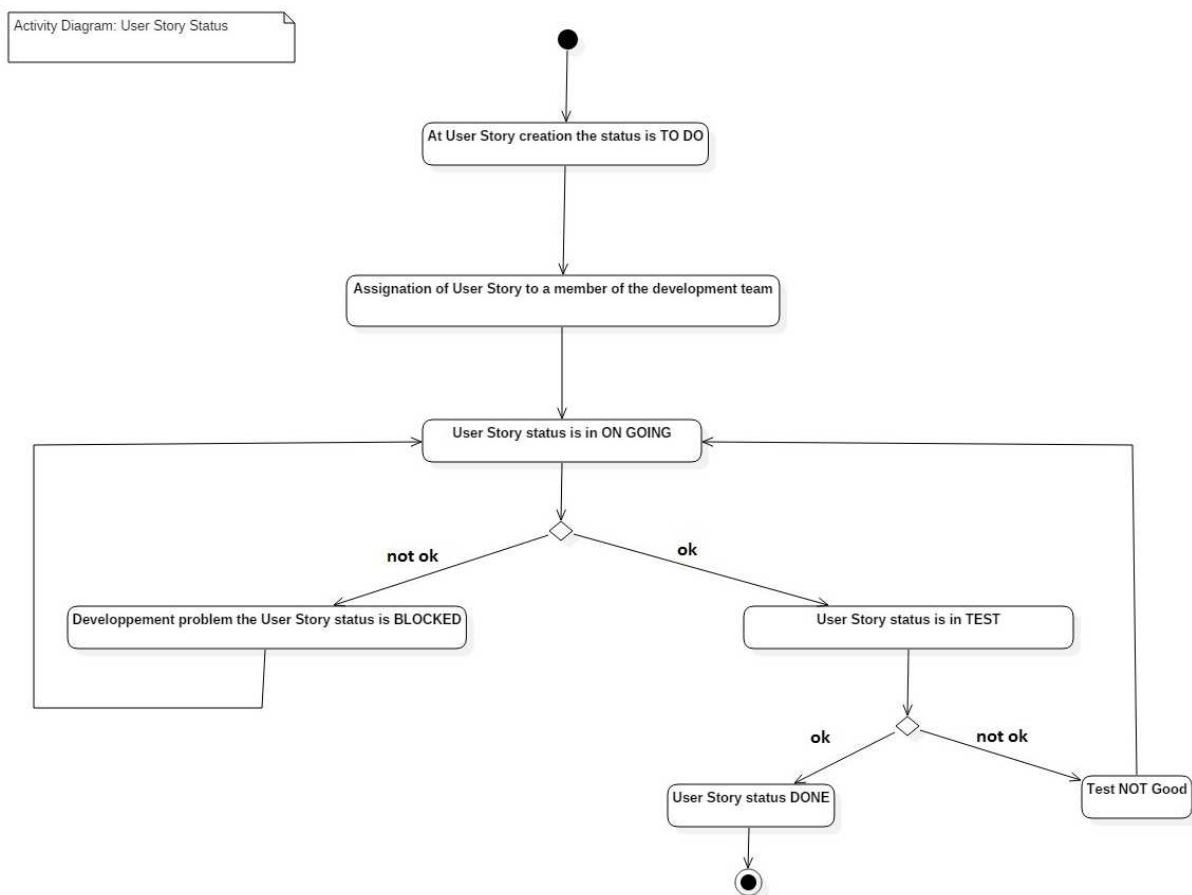 Activity Diagram: User Story Status
At User Story creation the status is TO DO
Assignation of User Story to a member of the development team
User Story status is in ON GOING
not ok
ok
Developpement problem the User Story status is BLOCKED
User Story status is in TEST
ok
not ok
User Story status DONE
Test NOT Good